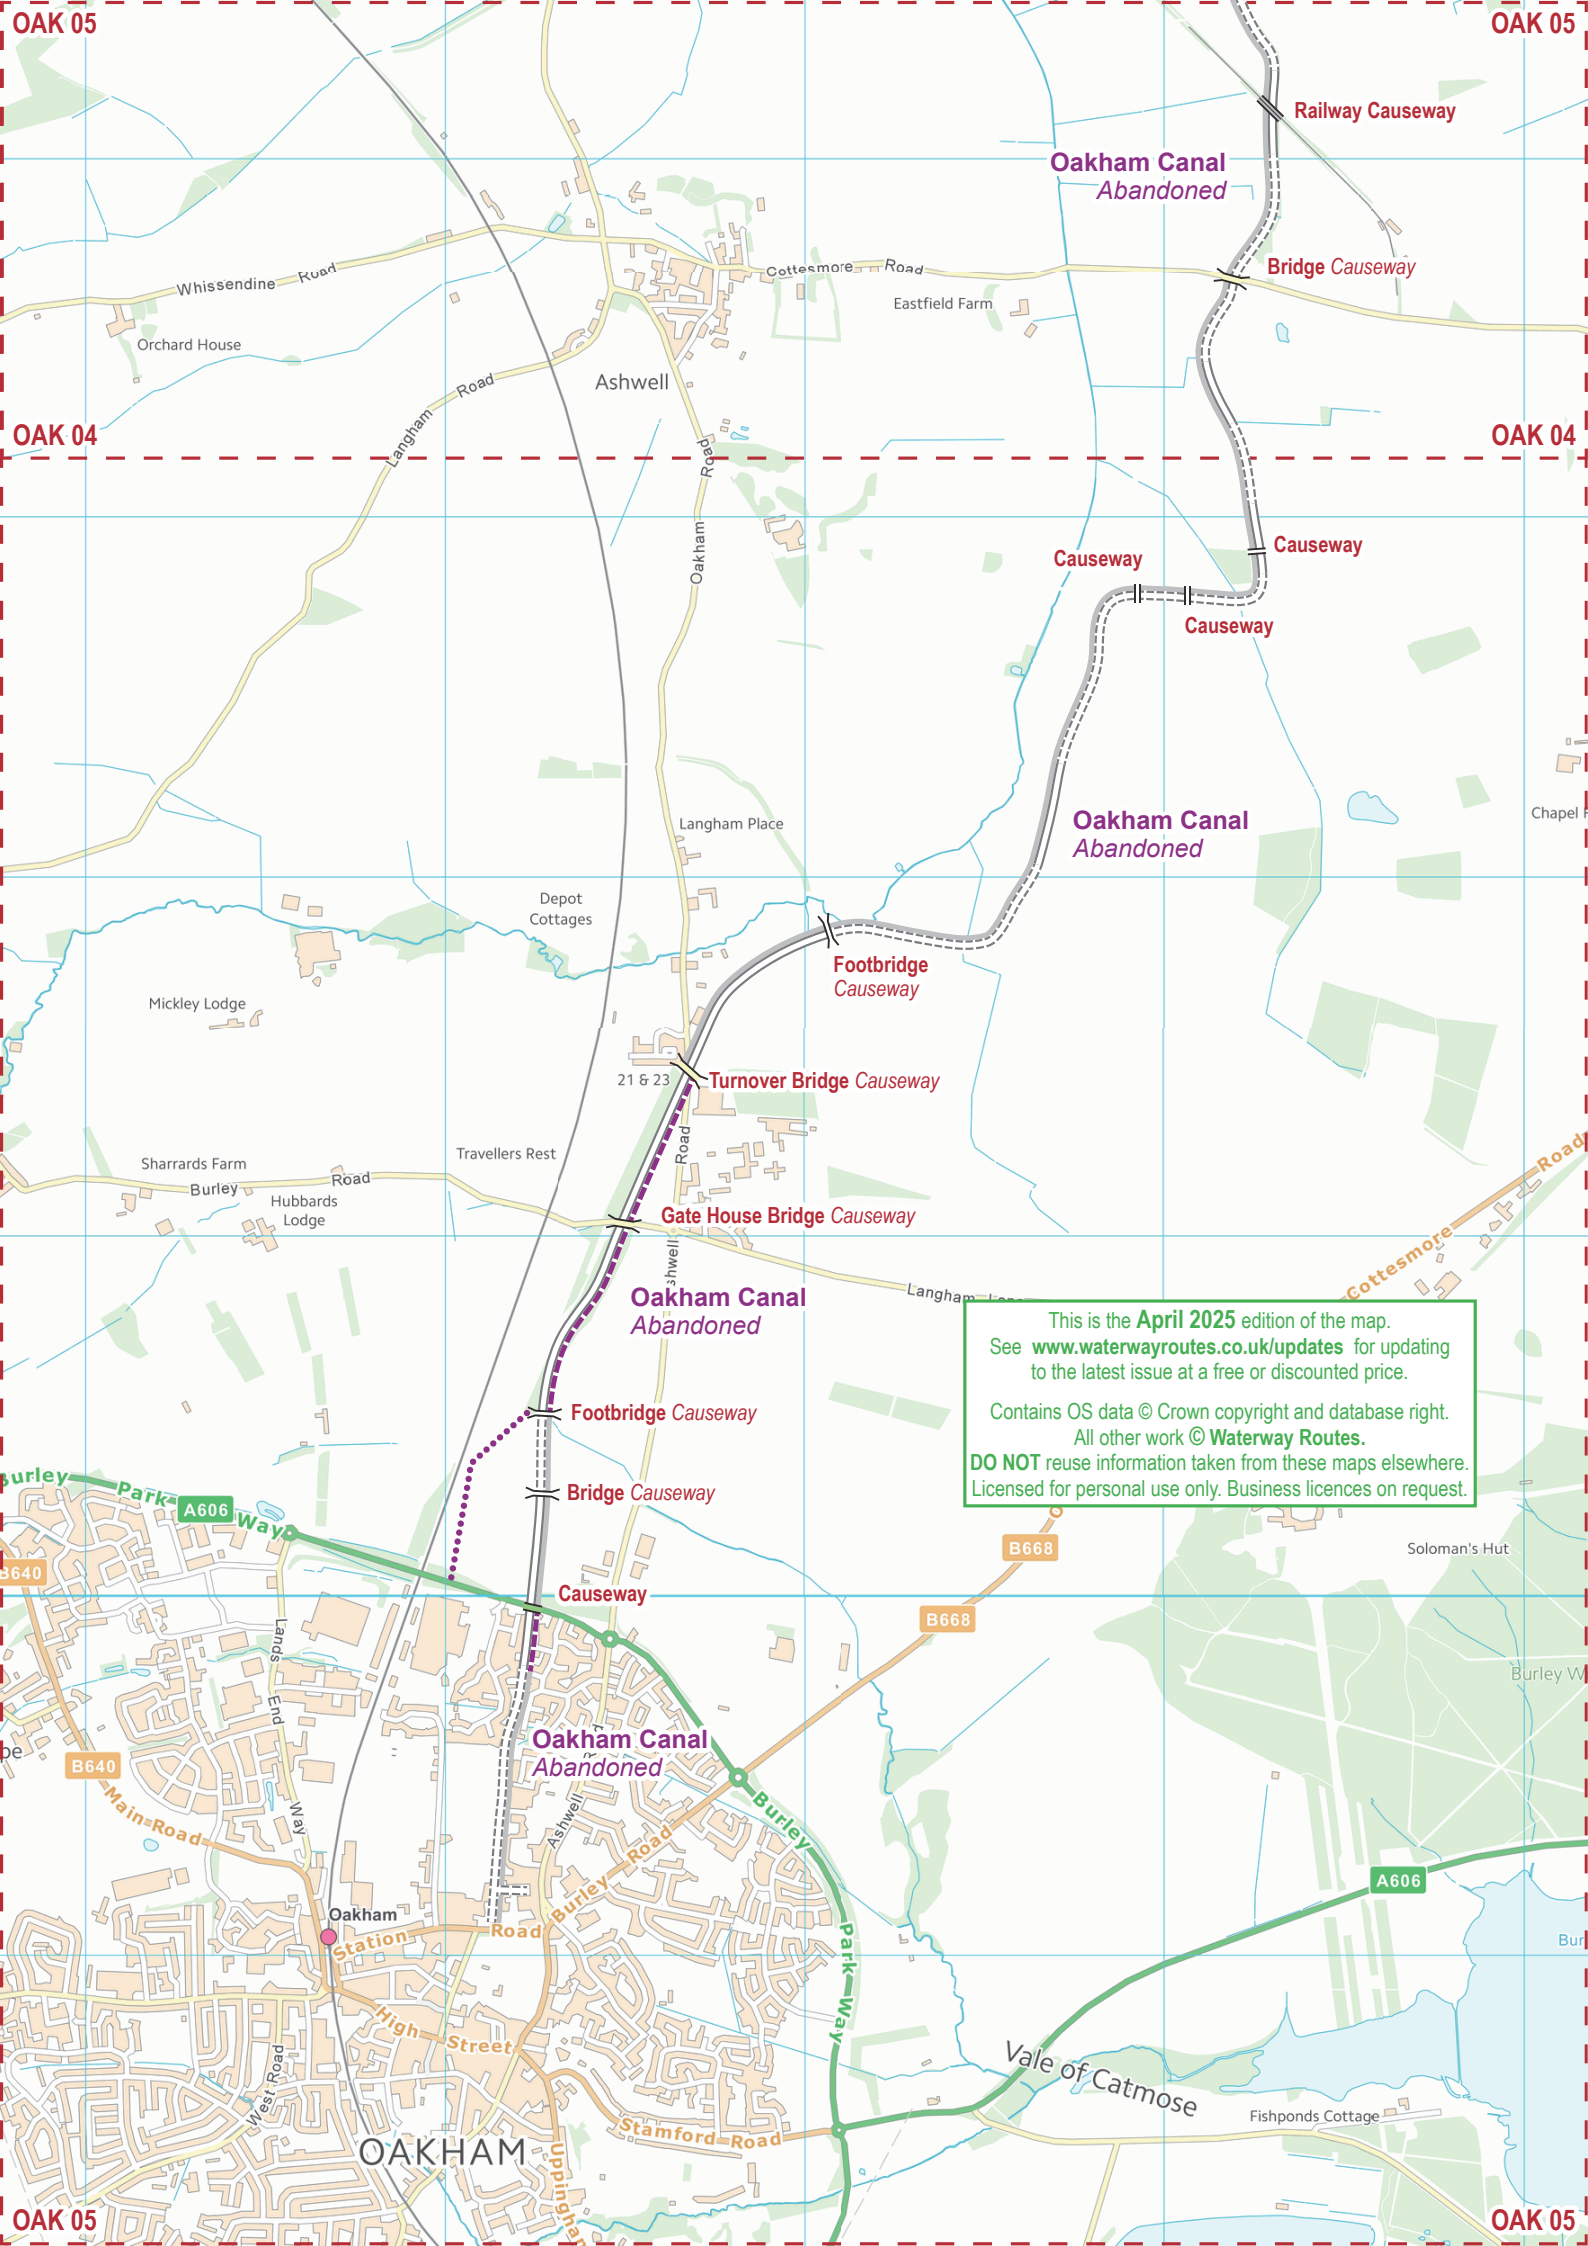 OAK 05
OAK 05
Railway Causeway
Oakham Canal
Abandoned
Bridge Causeway
Cottesmore Road
Whissendine Road
Eastfield Farm
Orchard House
Ashwell
Langham Road
OAK 04
OAK 04
Oakham Road
Causeway
Causeway
Causeway
Oakham Canal
Abandoned
Langham Place
Chapel
Depot
Cottages
Footbridge
Causeway
Mickley Lodge
21 & 23
Turnover Bridge Causeway
Road
Travellers Rest
Sharrards Farm
Burley Road
Hubbards
Lodge
Gate House Bridge Causeway
Cottesmore Road
Langham
Oakham Canal
Abandoned
This is the April 2025 edition of the map.
See www.waterwayroutes.co.uk/updates for updating
to the latest issue at a free or discounted price.
Contains OS data © Crown copyright and database right.
All other work © Waterway Routes.
DO NOT reuse information taken from these maps elsewhere.
Licensed for personal use only. Business licences on request.
Footbridge Causeway
Bridge Causeway
Burley Park Way
A606
B640
B668
Soloman's Hut
Causeway
B668
Lands End Way
Burley W
Oakham Canal
Abandoned
B640
Main Road
Ashwell
Burley Road
Burley Park Way
A606
Oakham
Station Road
Bur
High Street
West Road
Vale of Catmose
Fishponds Cottage
Stamford Road
OAKHAM
Uppingham
OAK 05
OAK 05